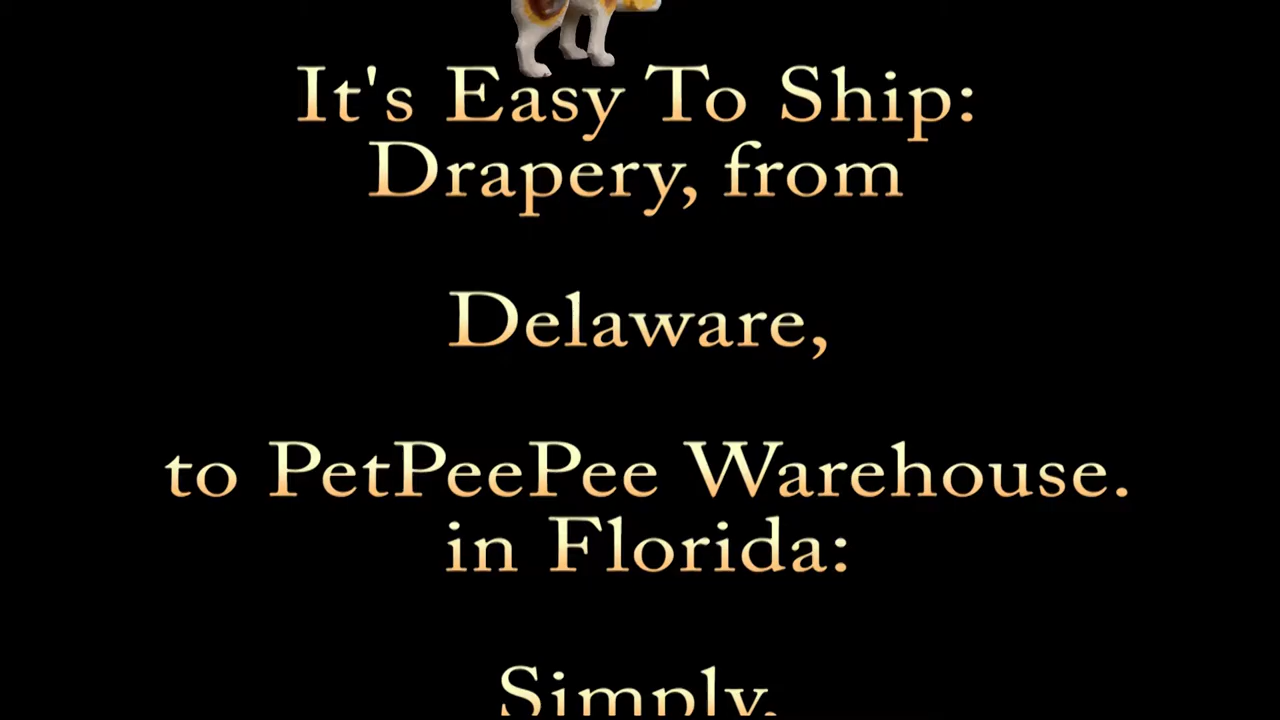 It's Easy To Ship:
Drapery, from
Delaware,
to PetPeePee Warehouse.
in Florida:
Simply,